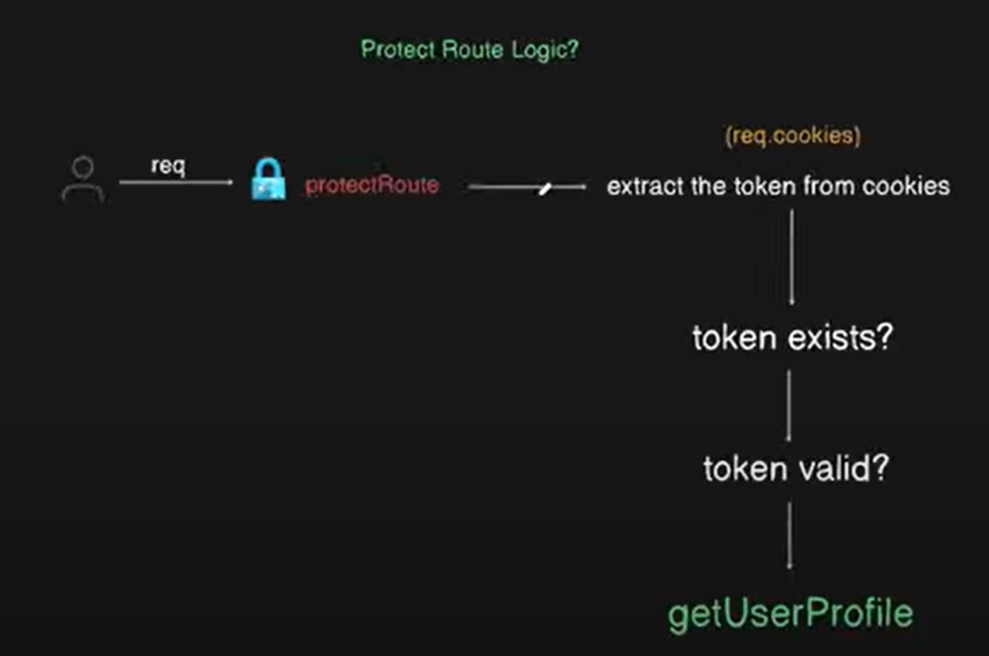 Protect Route Logic?
(req.cookies)
req
protectRoute
extract the token from cookies
token exists?
token valid?
getUserProfile